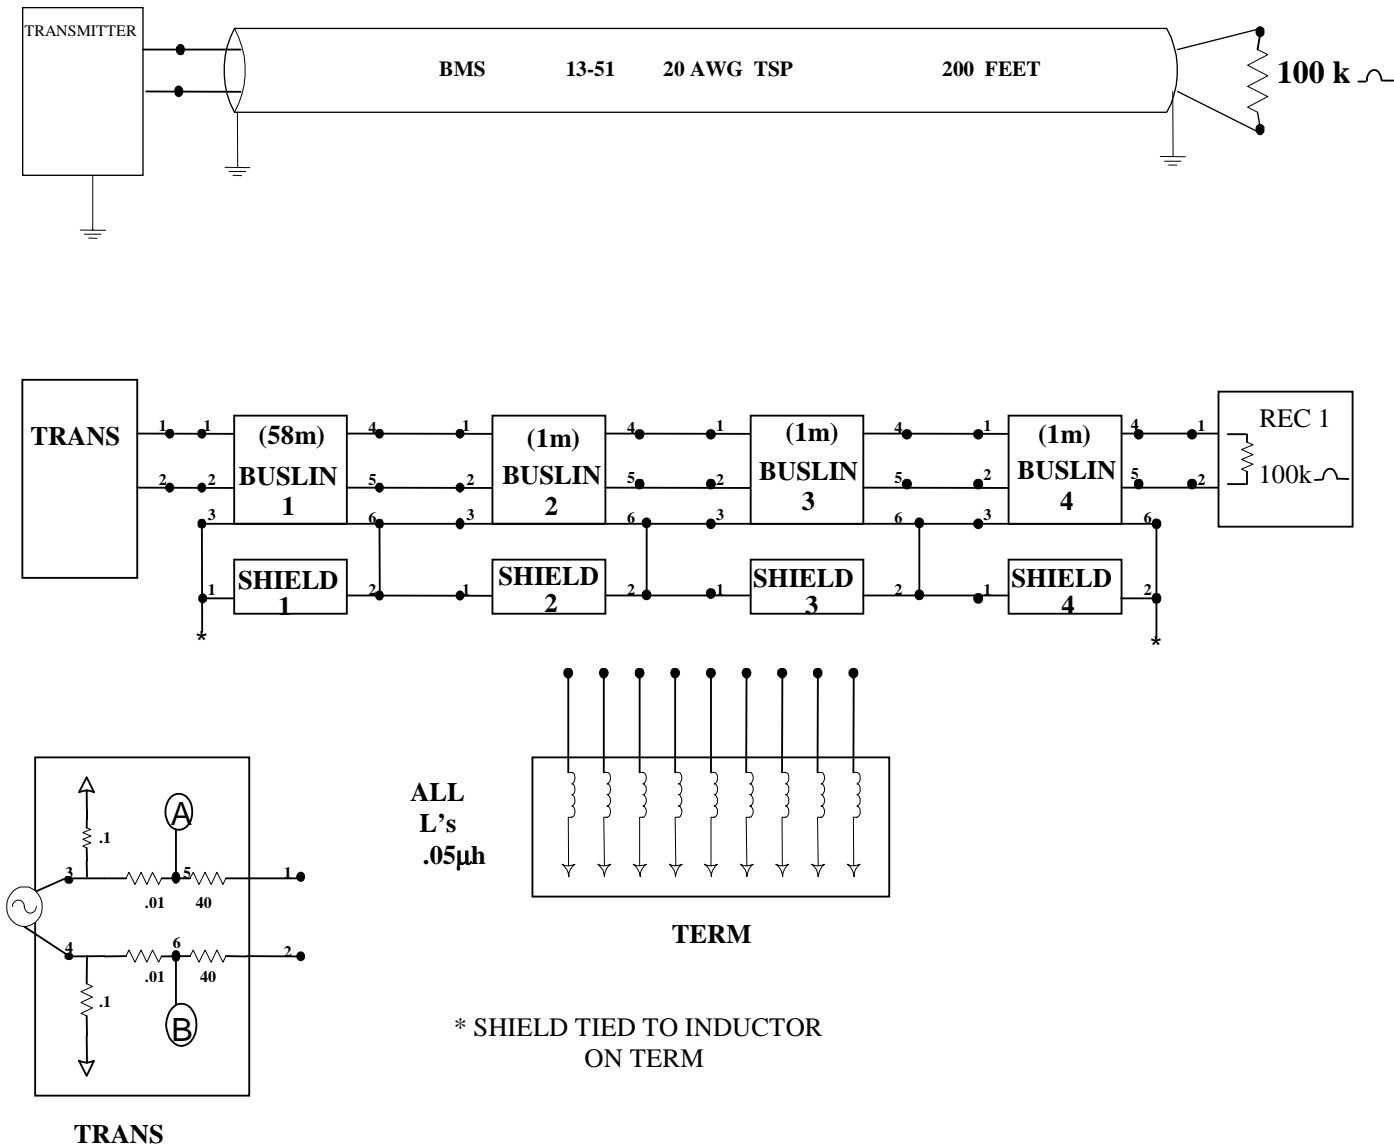 TRANSMITTER
BMS 13-51 20 AWG TSP 200 FEET
100 k
TRANS
1 1 4 1 4 1 4 1 4 1
2 2 5 2 5 2 5 2 5 2
3 6 3 6 3 6 3 6
(58m)
BUSLIN
1
(1m)
BUSLIN
2
(1m)
BUSLIN
3
(1m)
BUSLIN
4
REC 1
100k
1 2 1 2 1 2 1 2
SHIELD
1
SHIELD
2
SHIELD
3
SHIELD
4
* *
ALL
L's
.05μh
TERM
A
.1
3 5 1
.01 40
4 6 2
.01 40
.1
B
* SHIELD TIED TO INDUCTOR
ON TERM
TRANS